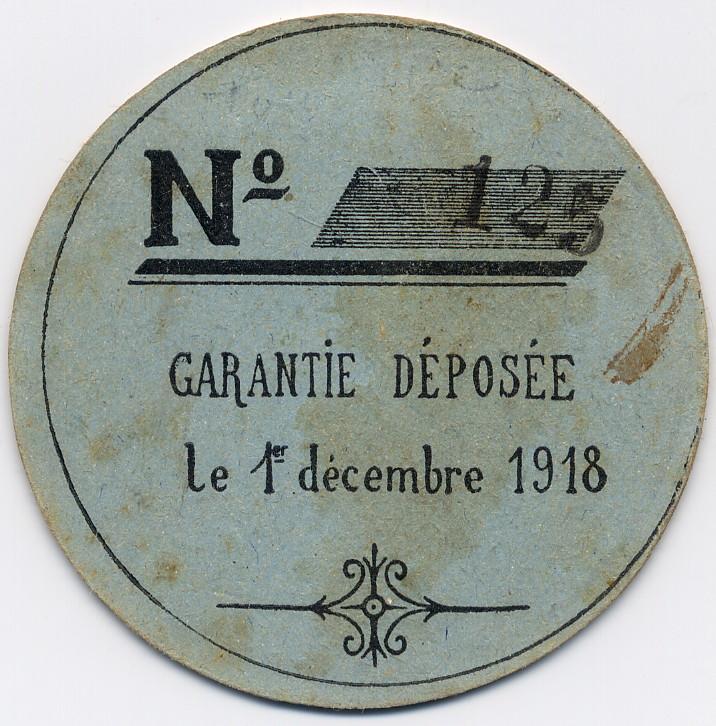 Nº 125
GARANTIE DÉPOSÉE
le 1er décembre 1918